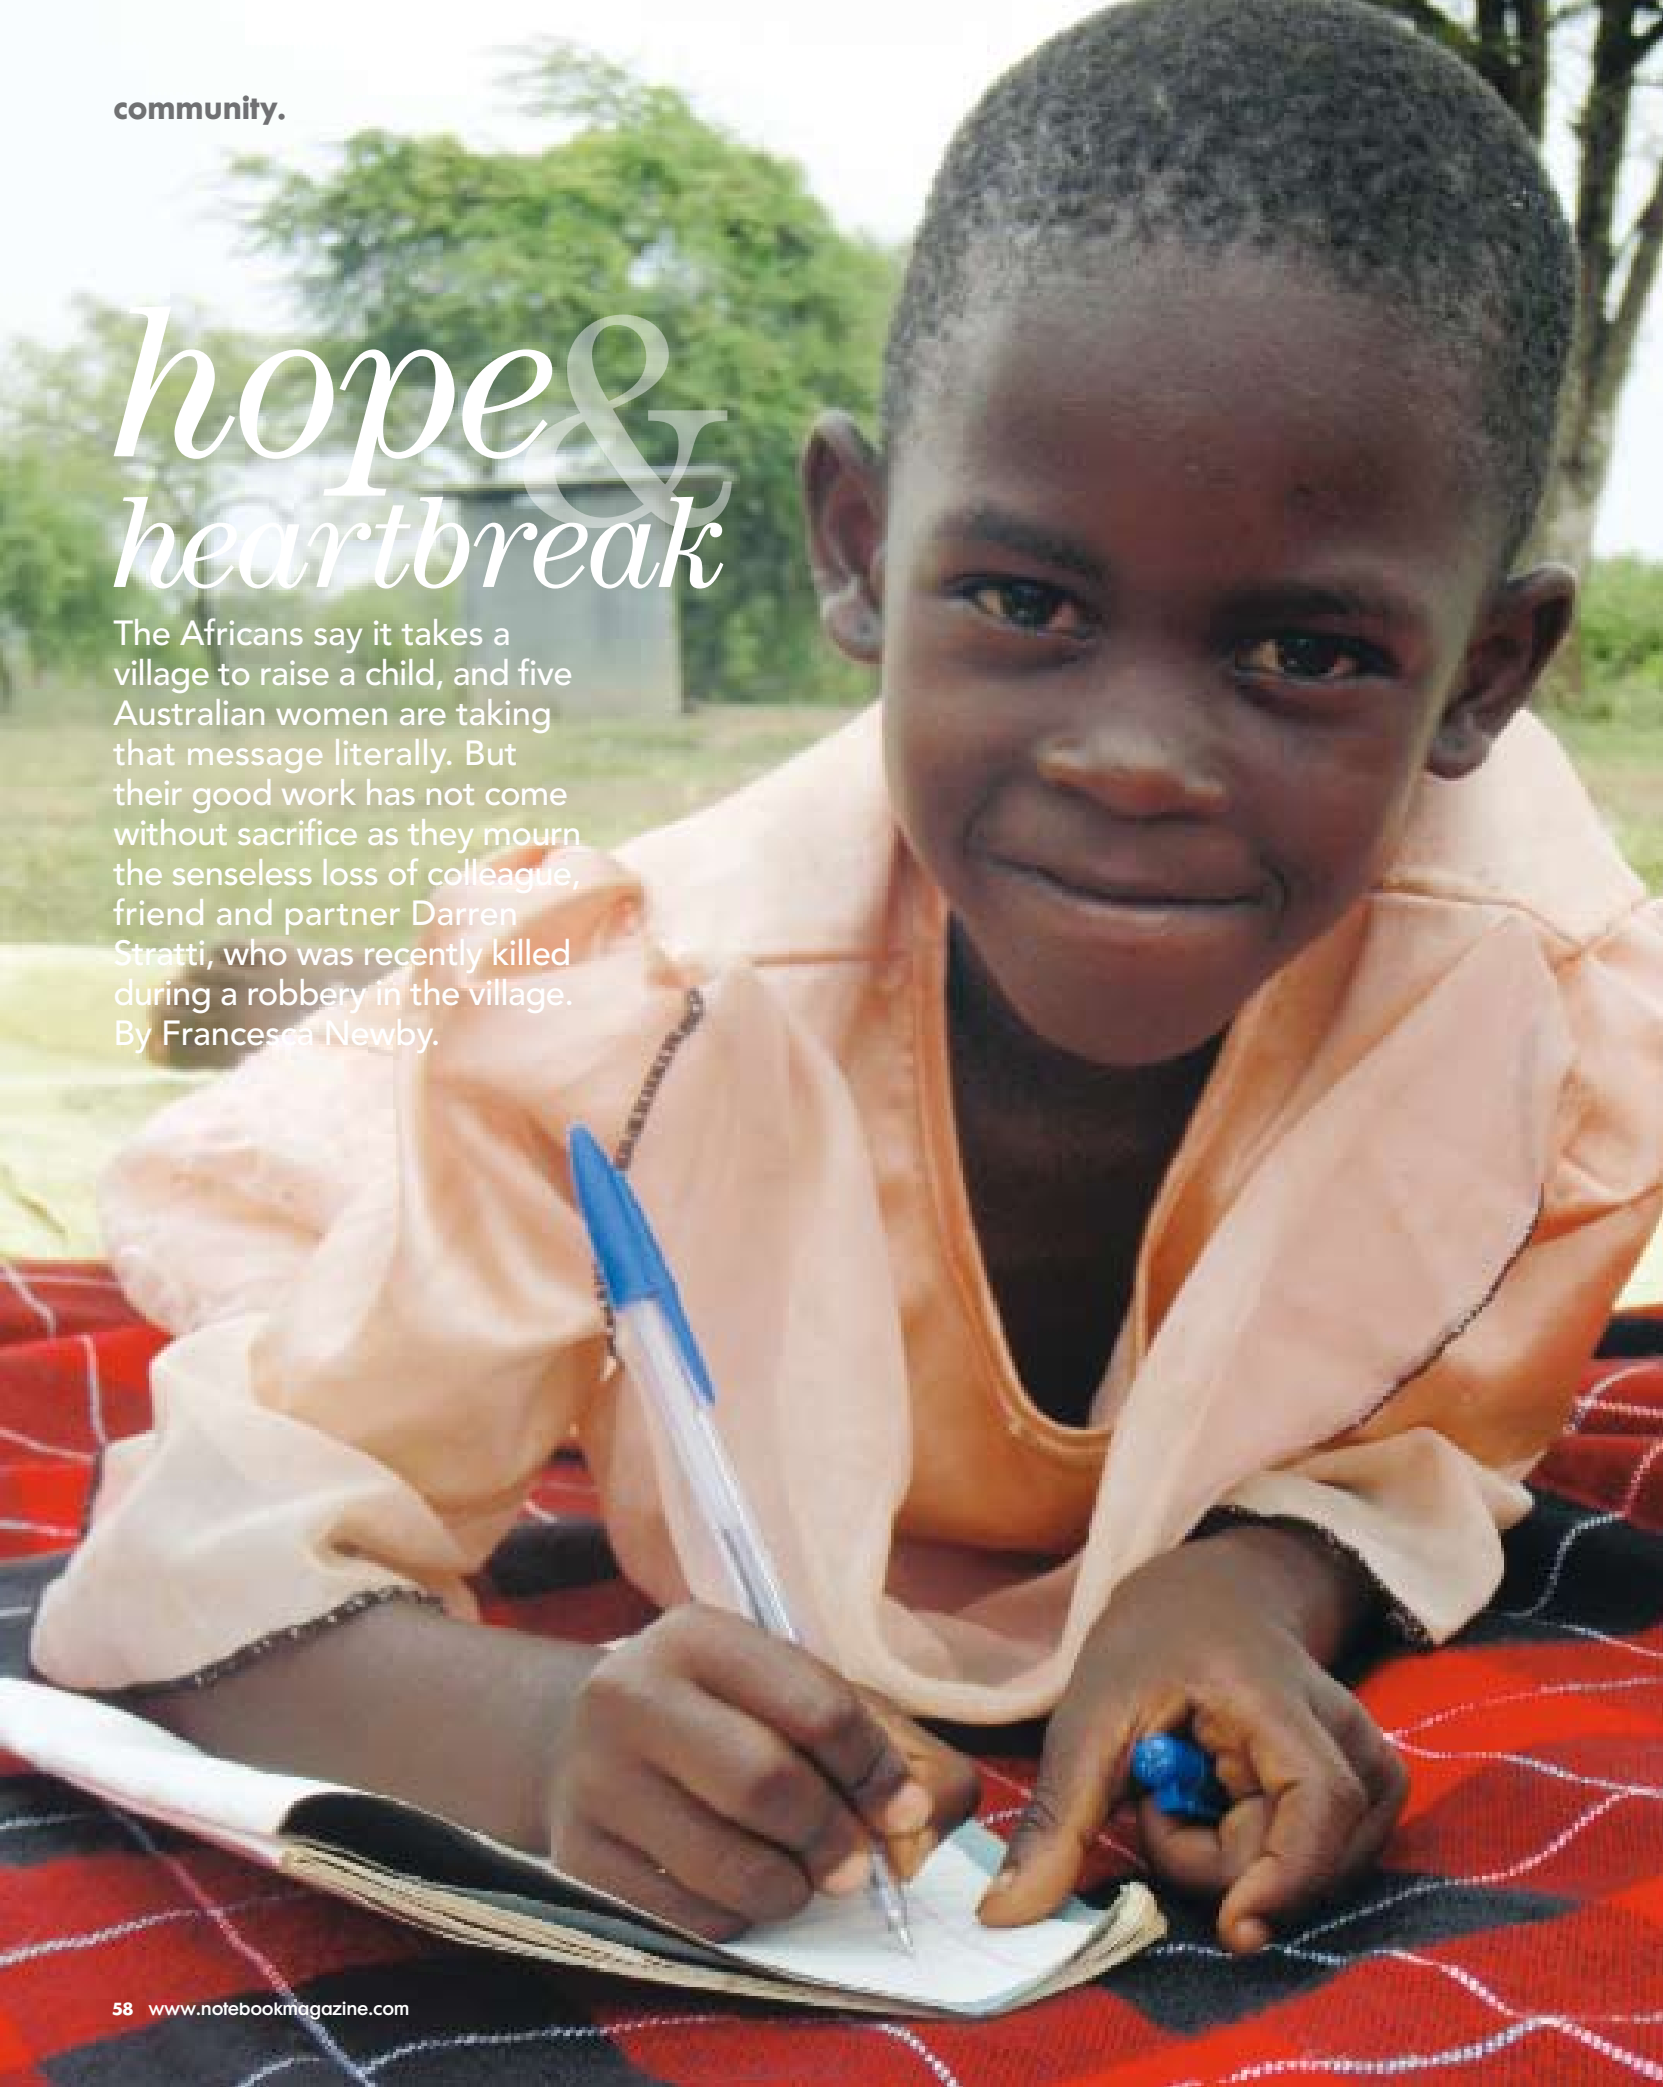 community.
hope &
heartbreak
The Africans say it takes a
village to raise a child, and five
Australian women are taking
that message literally. But
their good work has not come
without sacrifice as they mourn
the senseless loss of colleague,
friend and partner Darren
Stratti, who was recently killed
during a robbery in the village.
By Francesca Newby.
58 www.notebookmagazine.com